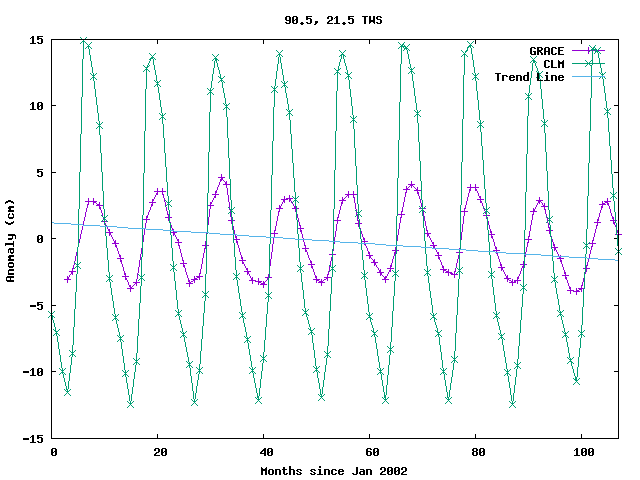 90.5, 21.5 TWS
GRACE
CLM
Trend Line
15
10
5
0
-5
-10
-15
Anomaly (cm)
0 20 40 60 80 100
Months since Jan 2002